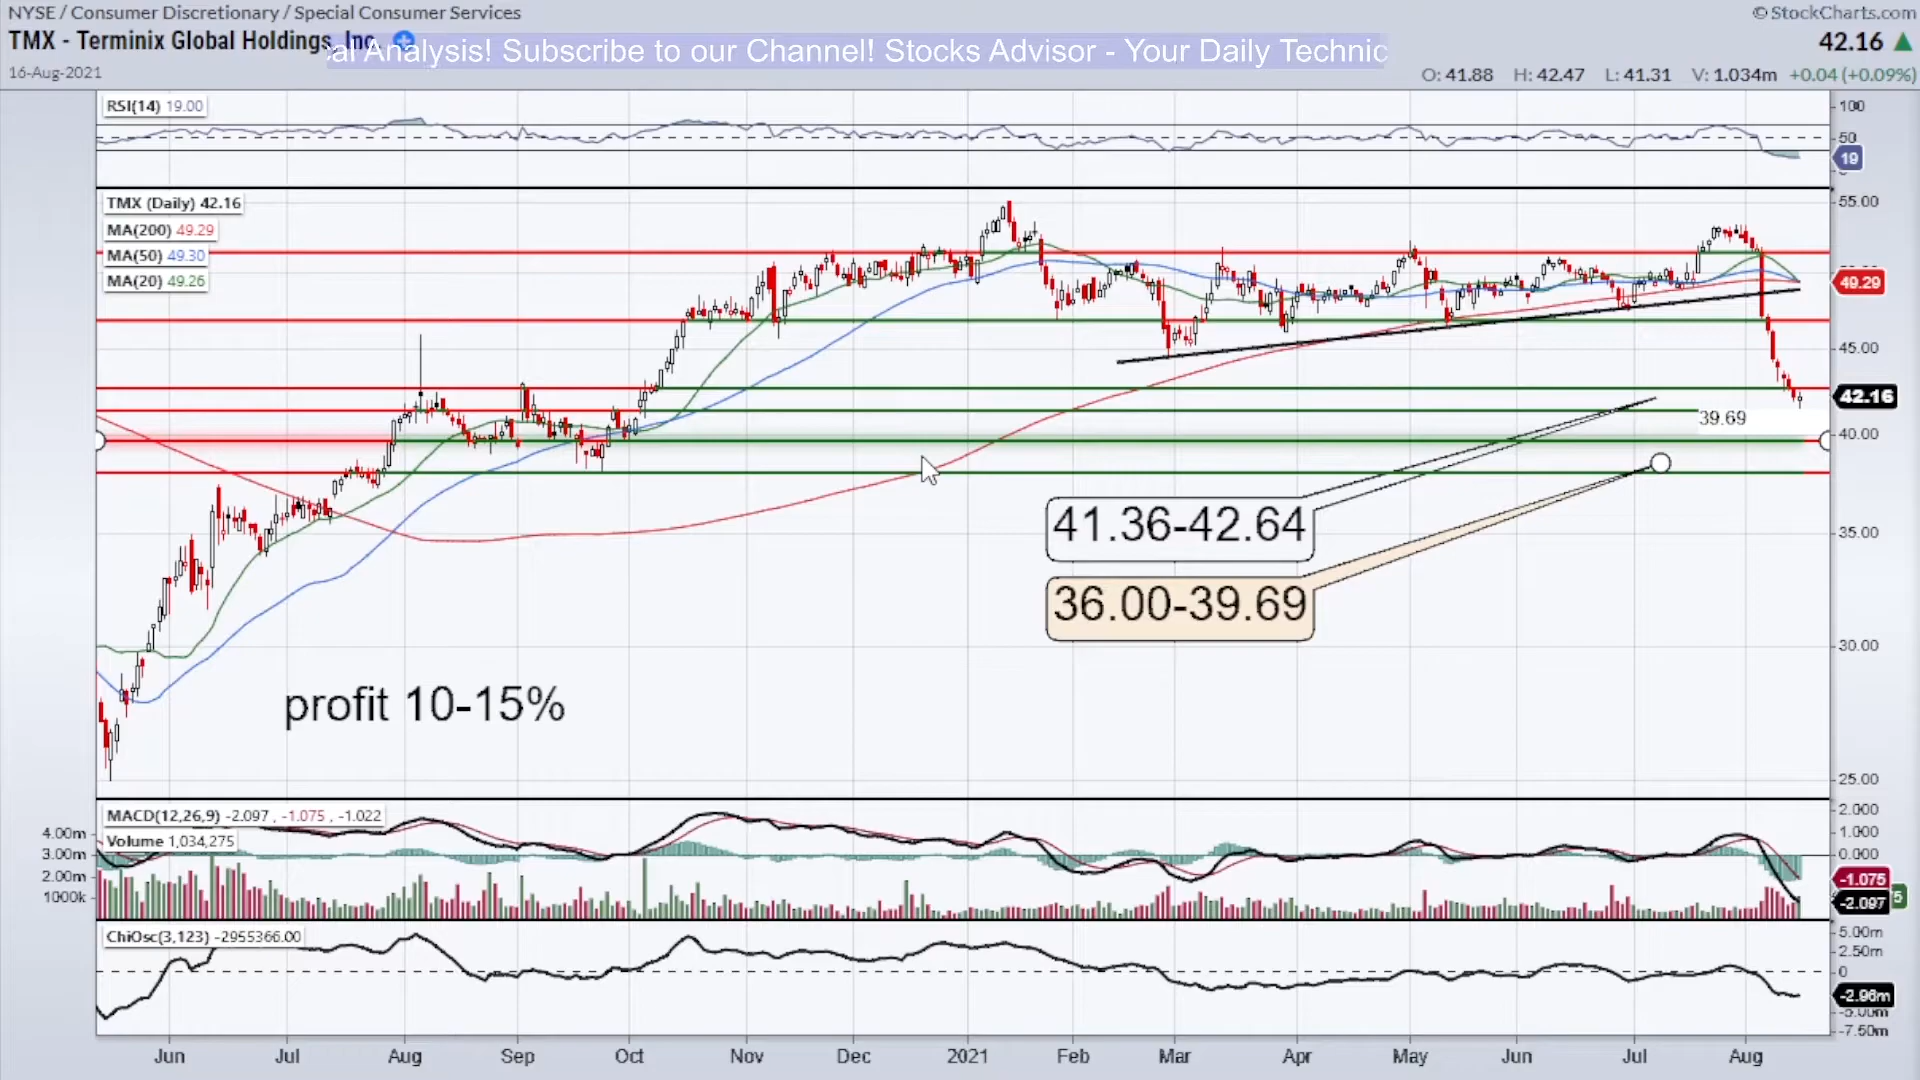 NYSE / Consumer Discretionary / Special Consumer Services
© StockCharts.com
TMX - Terminix Global Holdings, Inc.
al Analysis! Subscribe to our Channel! Stocks Advisor - Your Daily Technic
42.16
16-Aug-2021
O: 41.88 H: 42.47 L: 41.31 V: 1.034m +0.04 (+0.09%)
RSI(14) 19.00
100
50
19
TMX (Daily) 42.16
MA(200) 49.29
MA(50) 49.30
MA(20) 49.26
55.00
49.29
45.00
42.16
39.69
40.00
41.36-42.64
35.00
36.00-39.69
30.00
profit 10-15%
25.00
MACD(12,26,9) -2.097 , -1.075 , -1.022
Volume 1,034,275
4.00m
3.00m
2.00m
1000k
2.000
1.000
0.000
-1.075
-2.097
5
ChiOsc(3,123) -2955366.00
5.00m
2.50m
0
-2.96m
-5.00m
-7.50m
Jun Jul Aug Sep Oct Nov Dec 2021 Feb Mar Apr May Jun Jul Aug